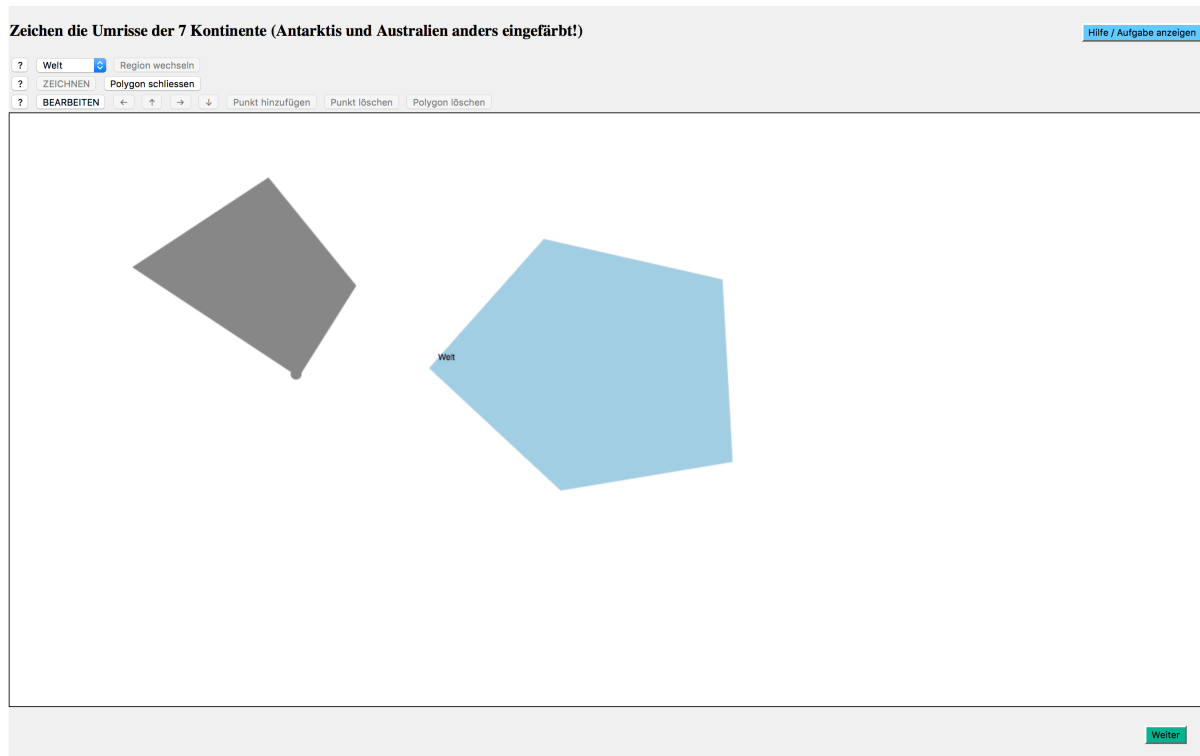 Zeichen die Umrisse der 7 Kontinente (Antarktis und Australien anders eingefärbt!)
Hilfe / Aufgabe anzeigen
? Welt Region wechseln
? ZEICHNEN Polygon schliessen
? BEARBEITEN ← ↑ → ↓ Punkt hinzufügen Punkt löschen Polygon löschen
Welt
Weiter